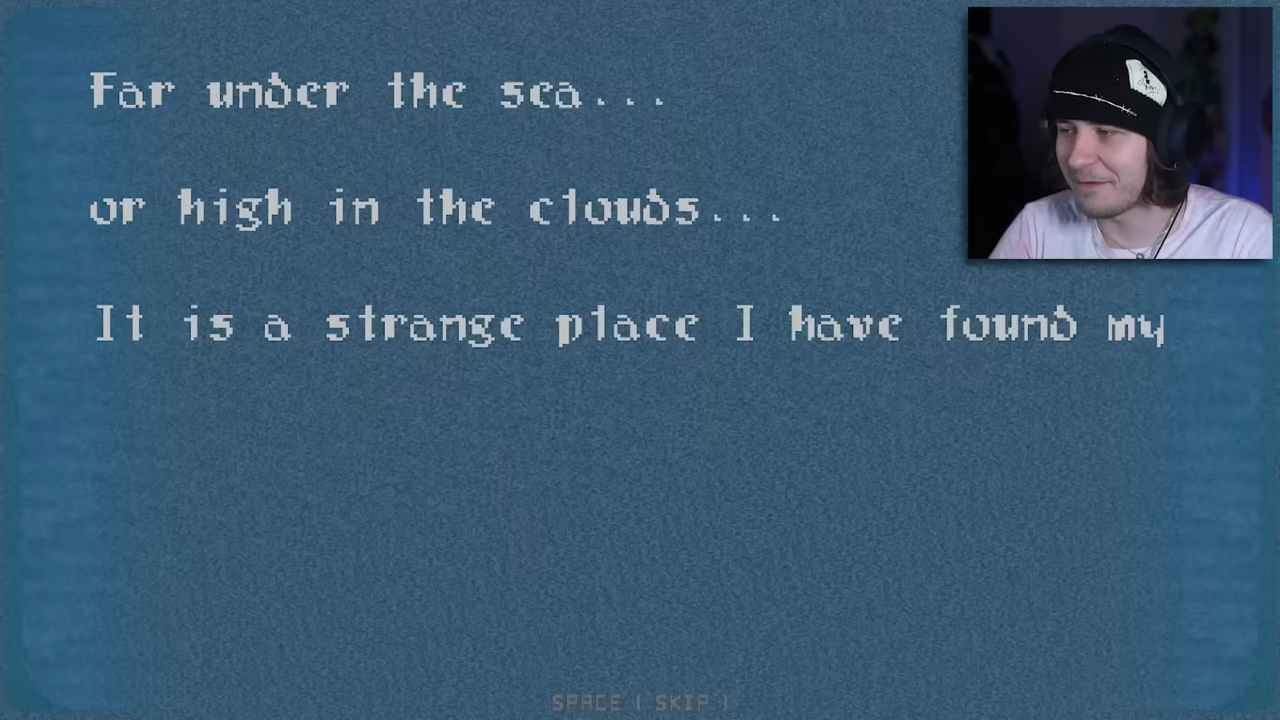 Far under the sea...
or high in the clouds...
It is a strange place I have found my
SPACE ( SKIP )